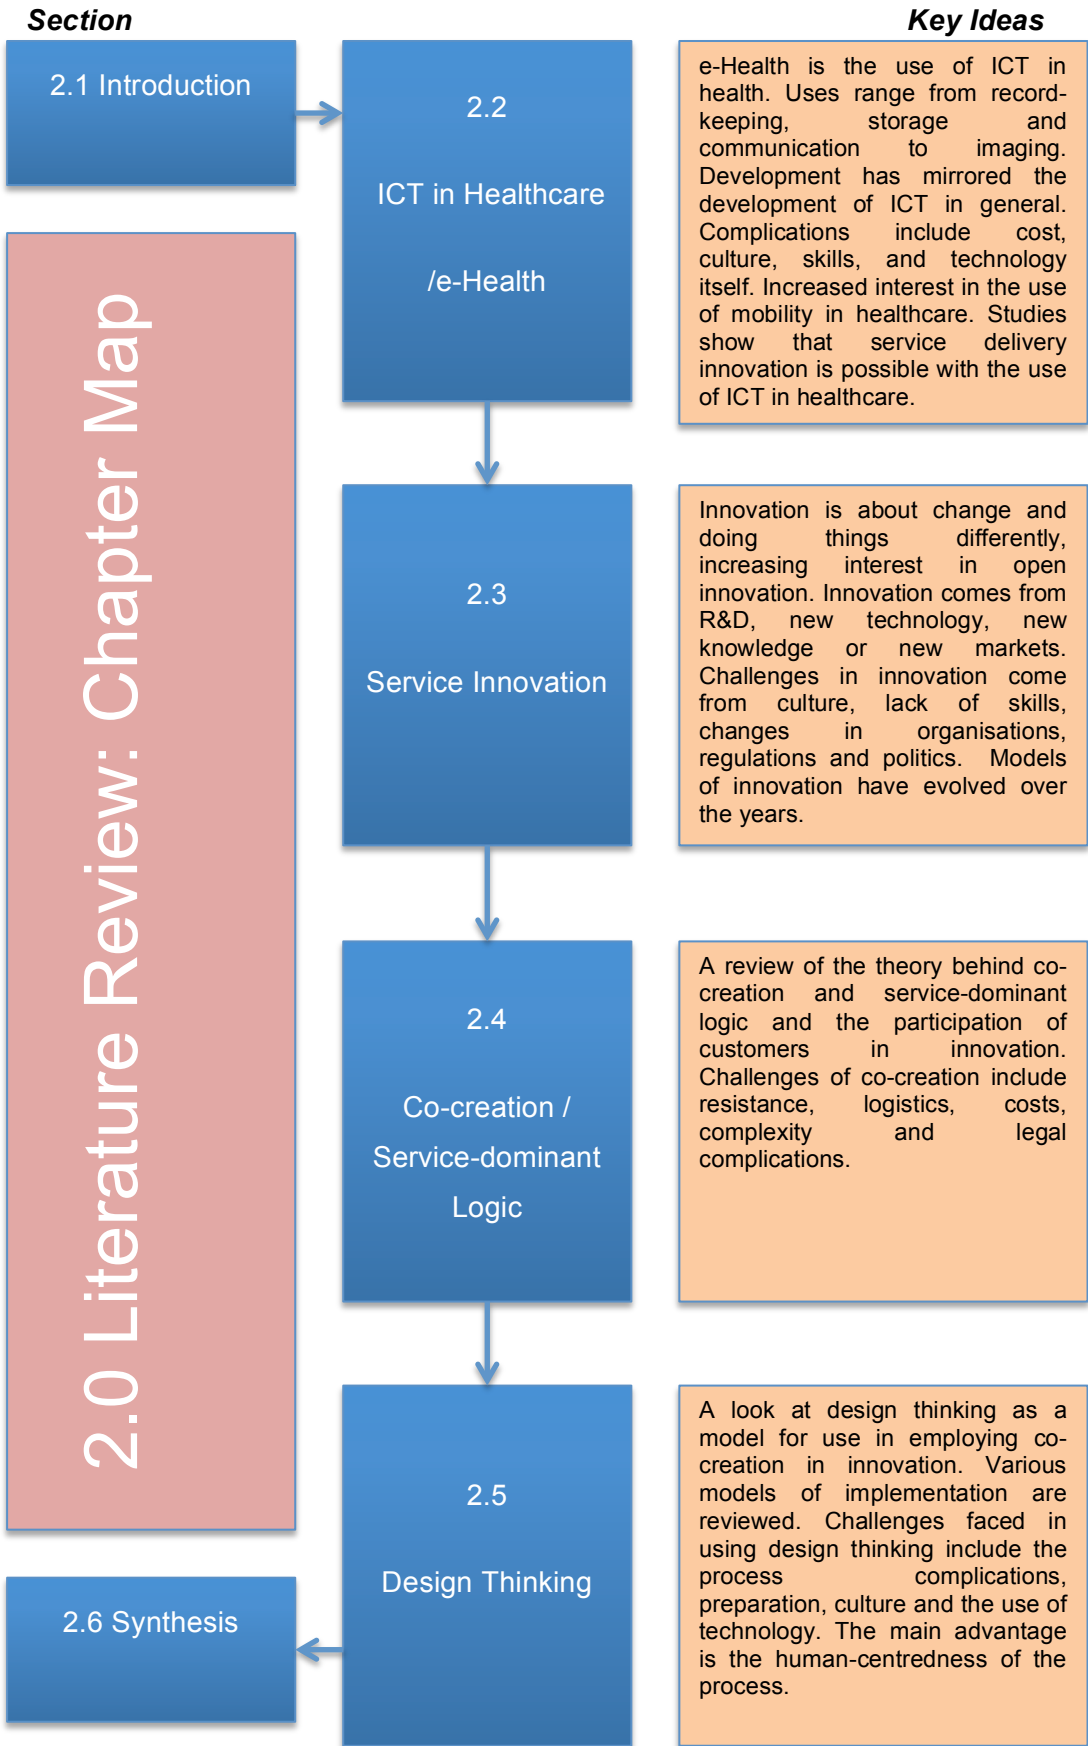 Section
Key Ideas
2.1 Introduction
2.2
ICT in Healthcare
/e-Health
e-Health is the use of ICT in
health. Uses range from record-
keeping, storage and
communication to imaging.
Development has mirrored the
development of ICT in general.
Complications include cost,
culture, skills, and technology
itself. Increased interest in the use
of mobility in healthcare. Studies
show that service delivery
innovation is possible with the use
of ICT in healthcare.
2.0 Literature Review: Chapter Map
2.3
Service Innovation
Innovation is about change and
doing things differently,
increasing interest in open
innovation. Innovation comes from
R&D, new technology, new
knowledge or new markets.
Challenges in innovation come
from culture, lack of skills,
changes in organisations,
regulations and politics.  Models
of innovation have evolved over
the years.
2.4
Co-creation /
Service-dominant
Logic
A review of the theory behind co-
creation and service-dominant
logic and the participation of
customers in innovation.
Challenges of co-creation include
resistance, logistics, costs,
complexity and legal
complications.
2.5
Design Thinking
A look at design thinking as a
model for use in employing co-
creation in innovation. Various
models of implementation are
reviewed. Challenges faced in
using design thinking include the
process complications,
preparation, culture and the use of
technology. The main advantage
is the human-centredness of the
process.
2.6 Synthesis